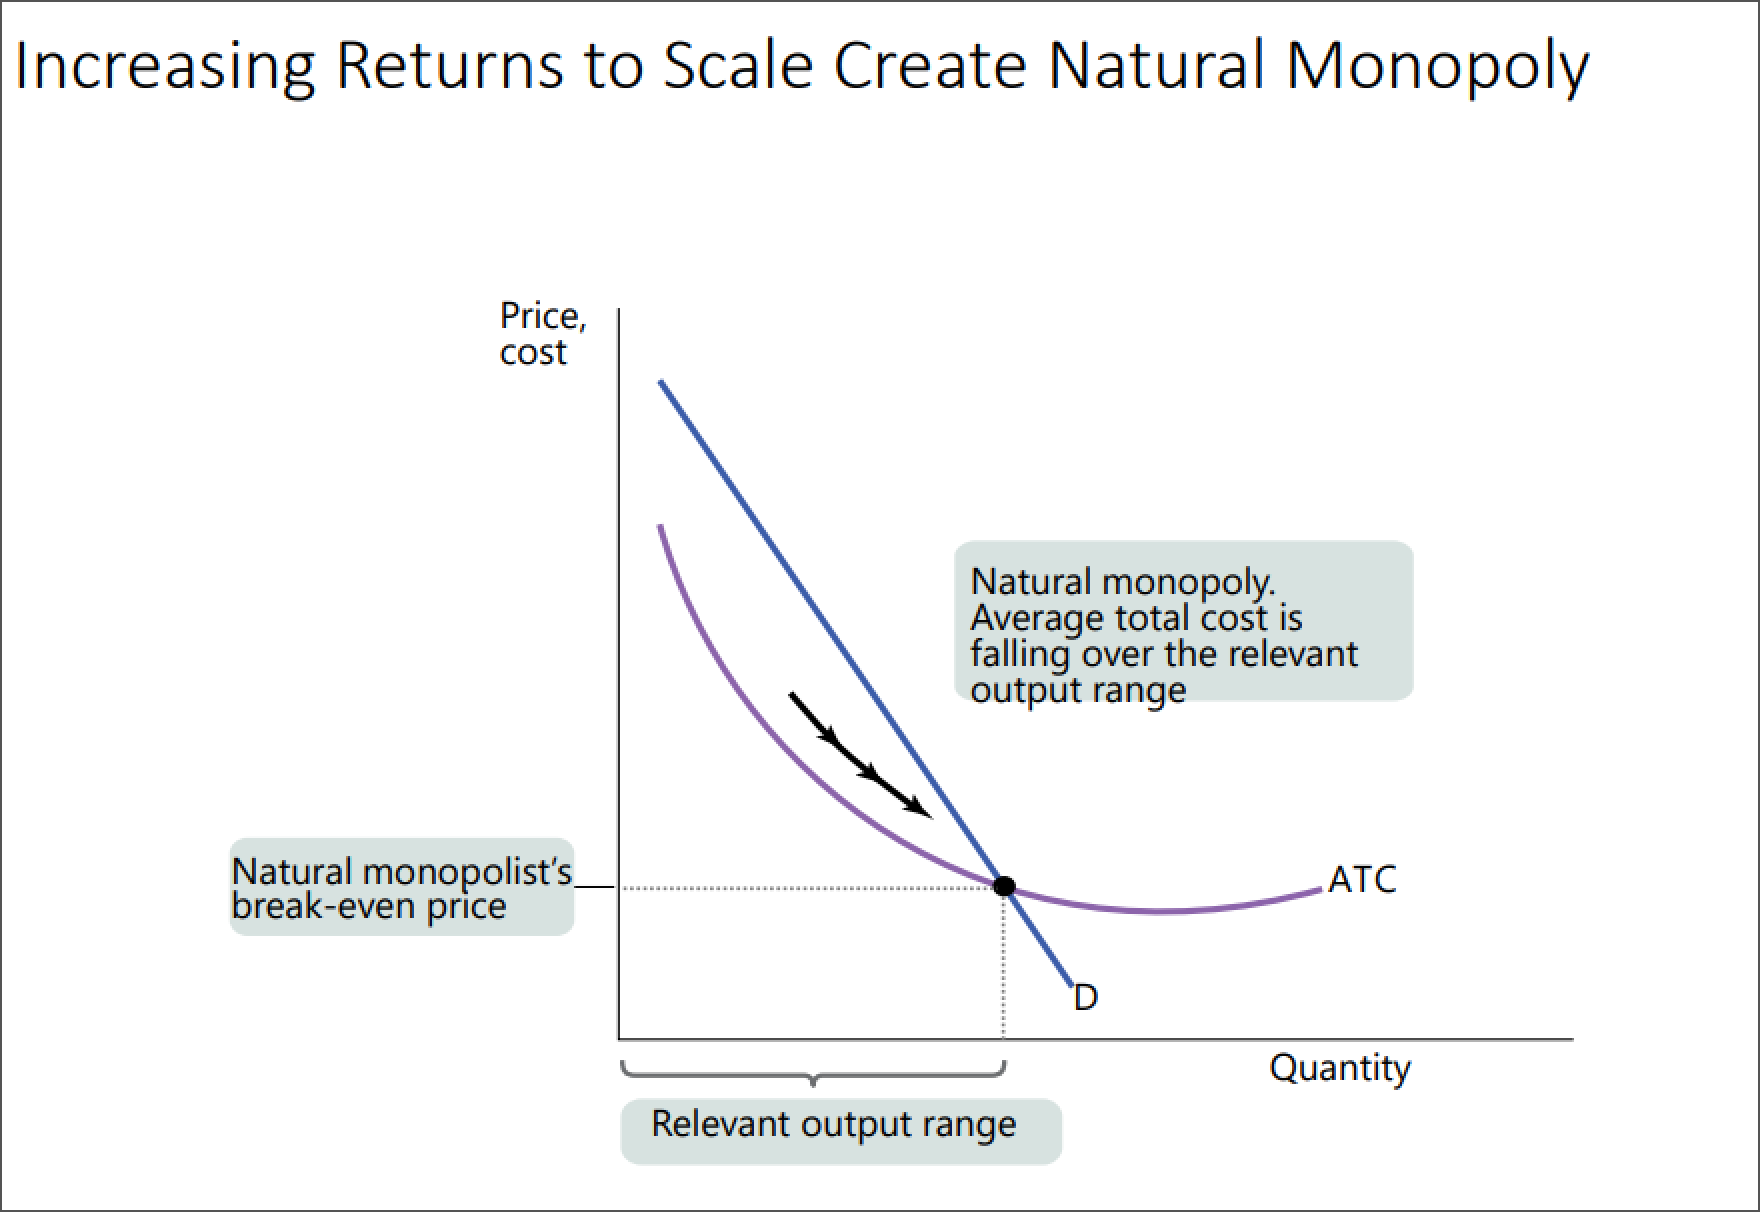 Increasing Returns to Scale Create Natural Monopoly
Price,
cost
Natural monopoly.
Average total cost is
falling over the relevant
output range
Natural monopolist’s
break-even price
ATC
D
Quantity
Relevant output range